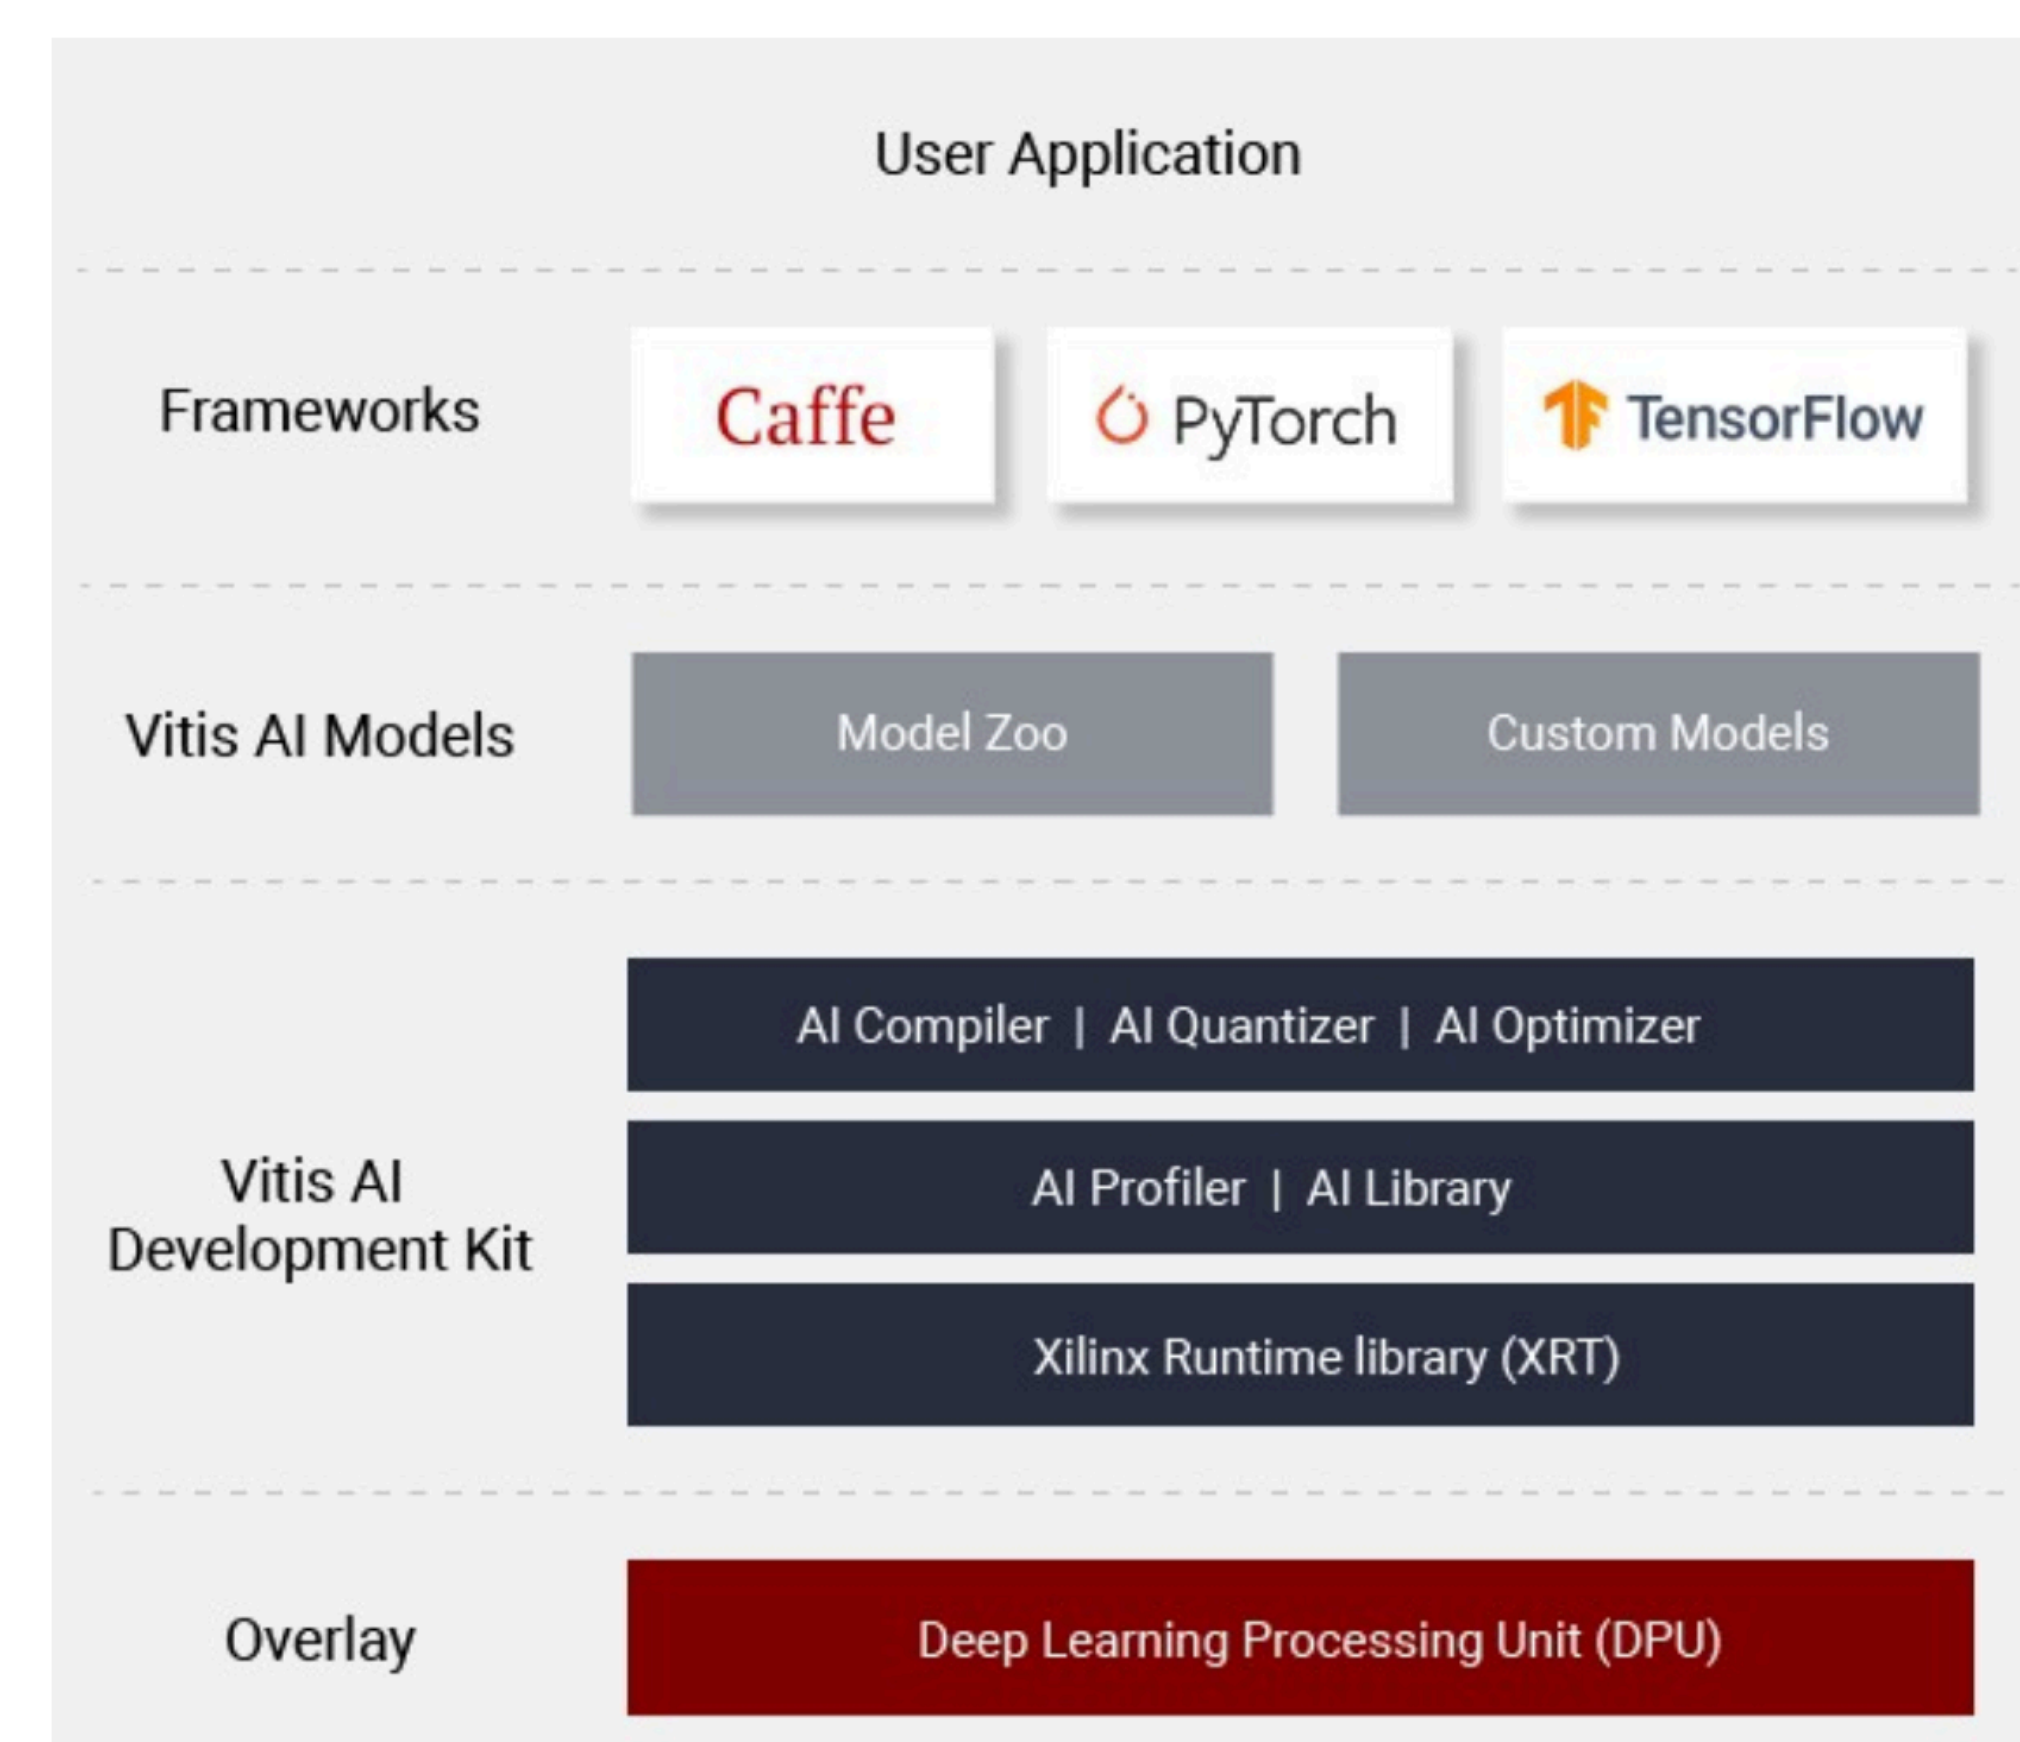 User Application
Frameworks
Caffe
PyTorch
TensorFlow
Vitis AI Models
Model Zoo
Custom Models
Vitis AI
Development Kit
AI Compiler | AI Quantizer | AI Optimizer
AI Profiler | AI Library
Xilinx Runtime library (XRT)
Overlay
Deep Learning Processing Unit (DPU)